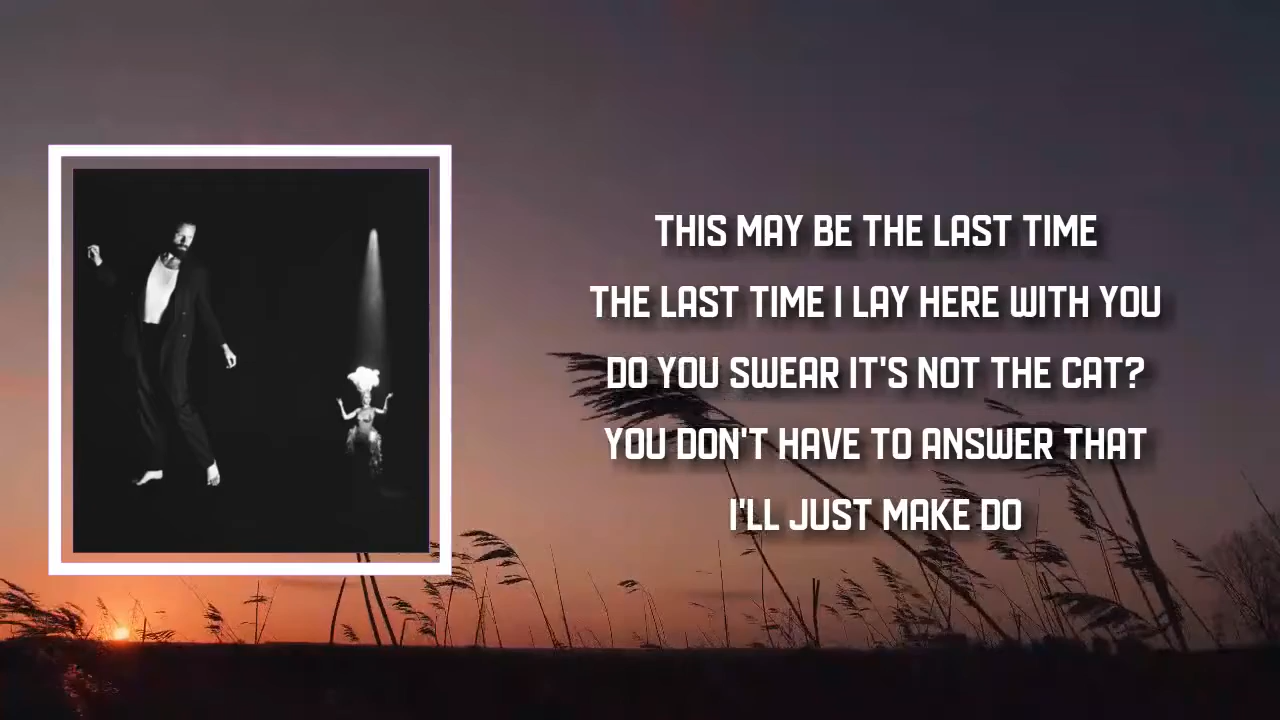 THIS MAY BE THE LAST TIME
THE LAST TIME I LAY HERE WITH YOU
DO YOU SWEAR IT'S NOT THE CAT?
YOU DON'T HAVE TO ANSWER THAT
I'LL JUST MAKE DO